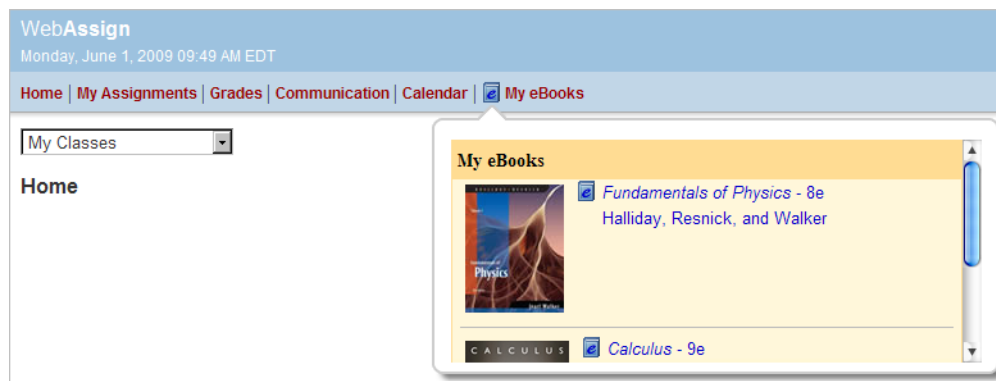 WebAssign
Monday, June 1, 2009 09:49 AM EDT
Home | My Assignments | Grades | Communication | Calendar | My eBooks
My Classes
Home
My eBooks
Fundamentals of Physics - 8e
Halliday, Resnick, and Walker
Physics
CALCULUS
Calculus - 9e